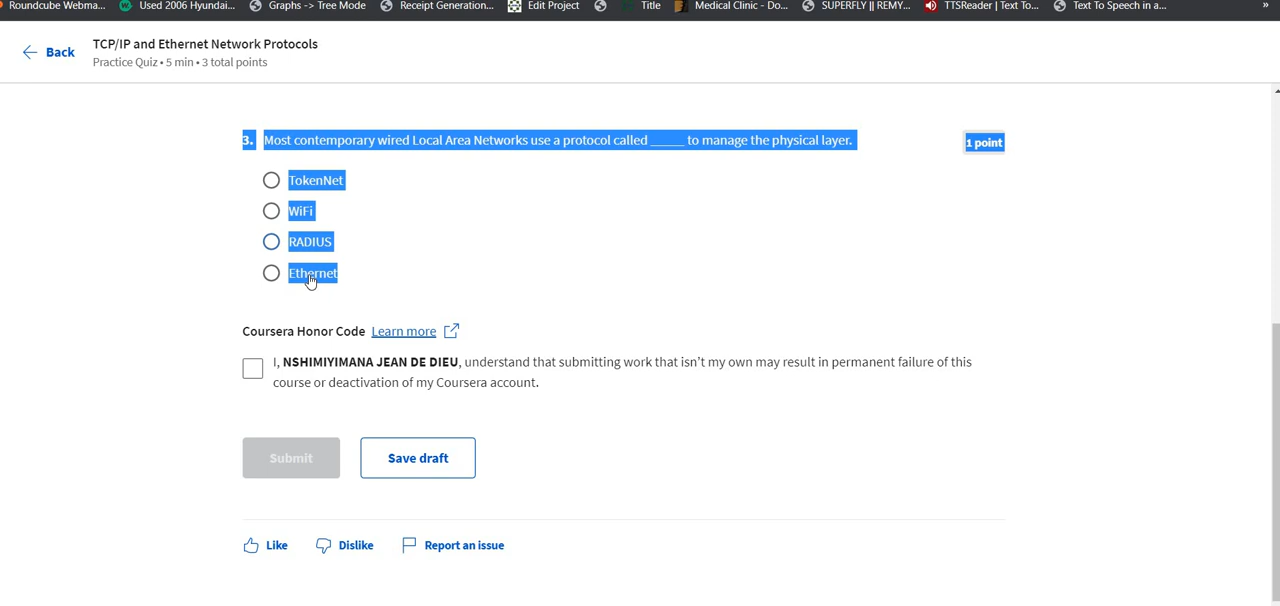 Roundcube Webma...
Used 2006 Hyundai...
Graphs -> Tree Mode
Receipt Generation...
Edit Project
Title
Medical Clinic - Do...
SUPERFLY || REMY...
TTSReader | Text To...
Text To Speech in a...
»
Back
TCP/IP and Ethernet Network Protocols
Practice Quiz • 5 min • 3 total points
3. Most contemporary wired Local Area Networks use a protocol called _____ to manage the physical layer.
1 point
TokenNet
WiFi
RADIUS
Ethernet
Coursera Honor Code Learn more
I, NSHIMIYIMANA JEAN DE DIEU, understand that submitting work that isn't my own may result in permanent failure of this
course or deactivation of my Coursera account.
Submit
Save draft
Like
Dislike
Report an issue